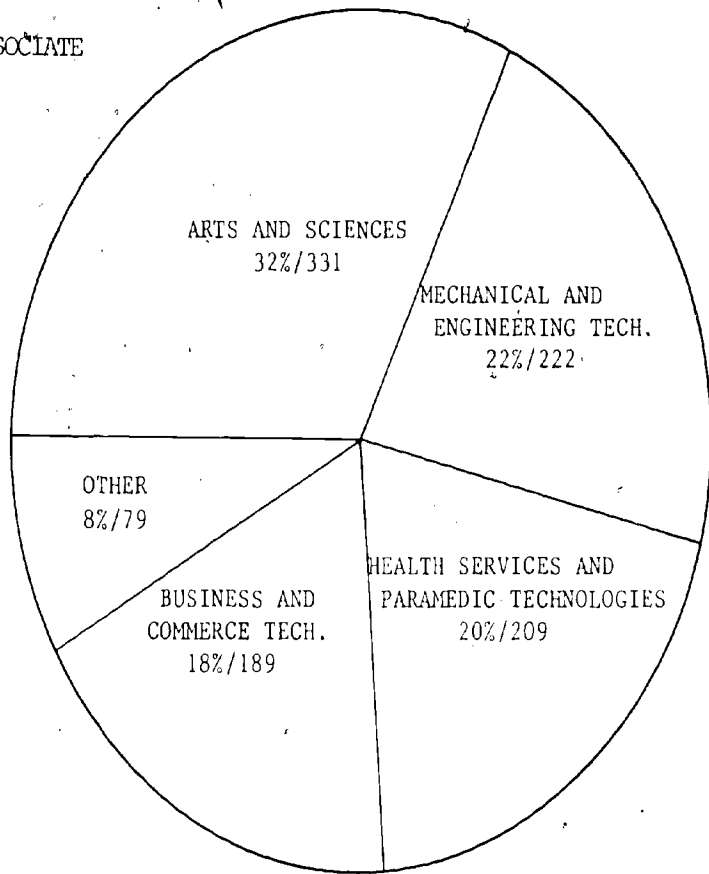 SOCIATE
ARTS AND SCIENCES
32%/331
MECHANICAL AND
ENGINEERING TECH.
22%/222
OTHER
8%/79
HEALTH SERVICES AND
PARAMEDIC TECHNOLOGIES
20%/209
BUSINESS AND
COMMERCE TECH.
18%/189